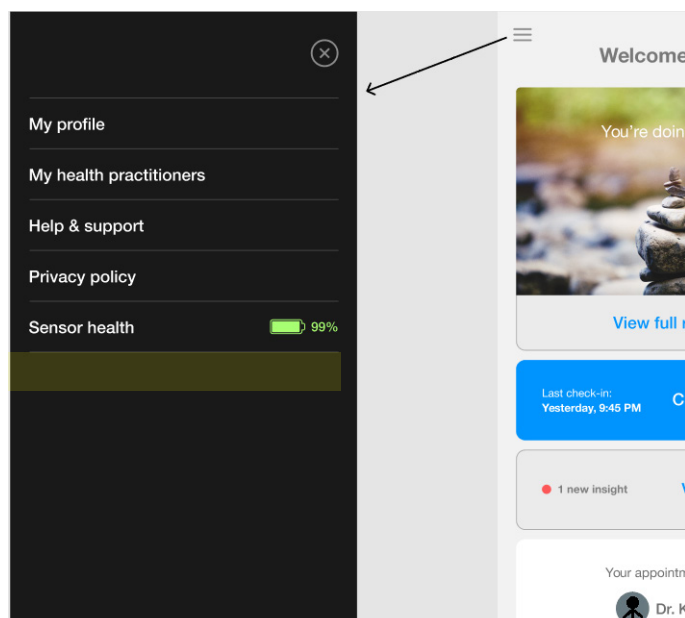 My profile
My health practitioners
Help & support
Privacy policy
Sensor health 99%
Welcome
You're doin
View full
Last check-in:
Yesterday, 9:45 PM
1 new insight
Your appointm
Dr. K